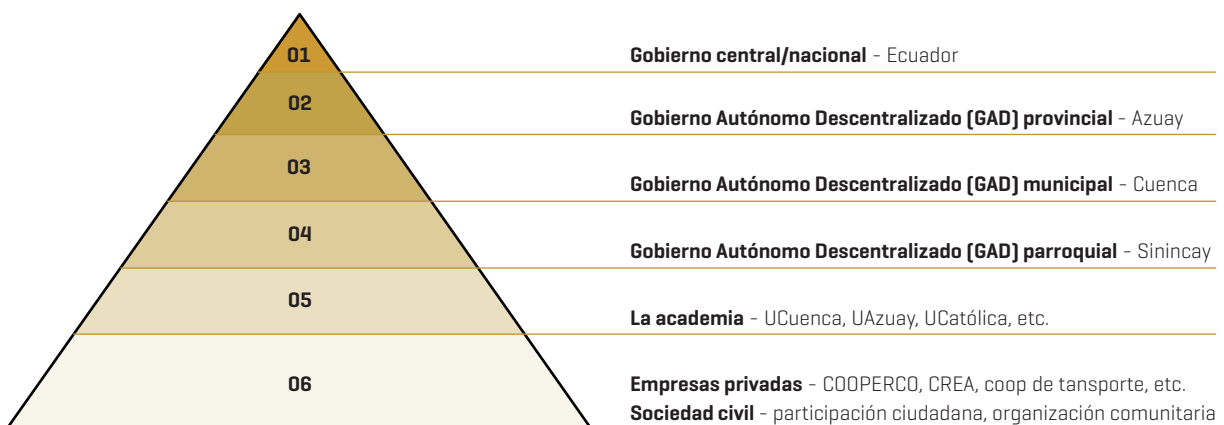 01
Gobierno central/nacional - Ecuador
02
Gobierno Autónomo Descentralizado (GAD) provincial - Azuay
03
Gobierno Autónomo Descentralizado (GAD) municipal - Cuenca
04
Gobierno Autónomo Descentralizado (GAD) parroquial - Sinincay
05
La academia - UCuenca, UAzuay, UCatólica, etc.
06
Empresas privadas - COOPERCO, CREA, coop de tansporte, etc.
Sociedad civil - participación ciudadana, organización comunitaria